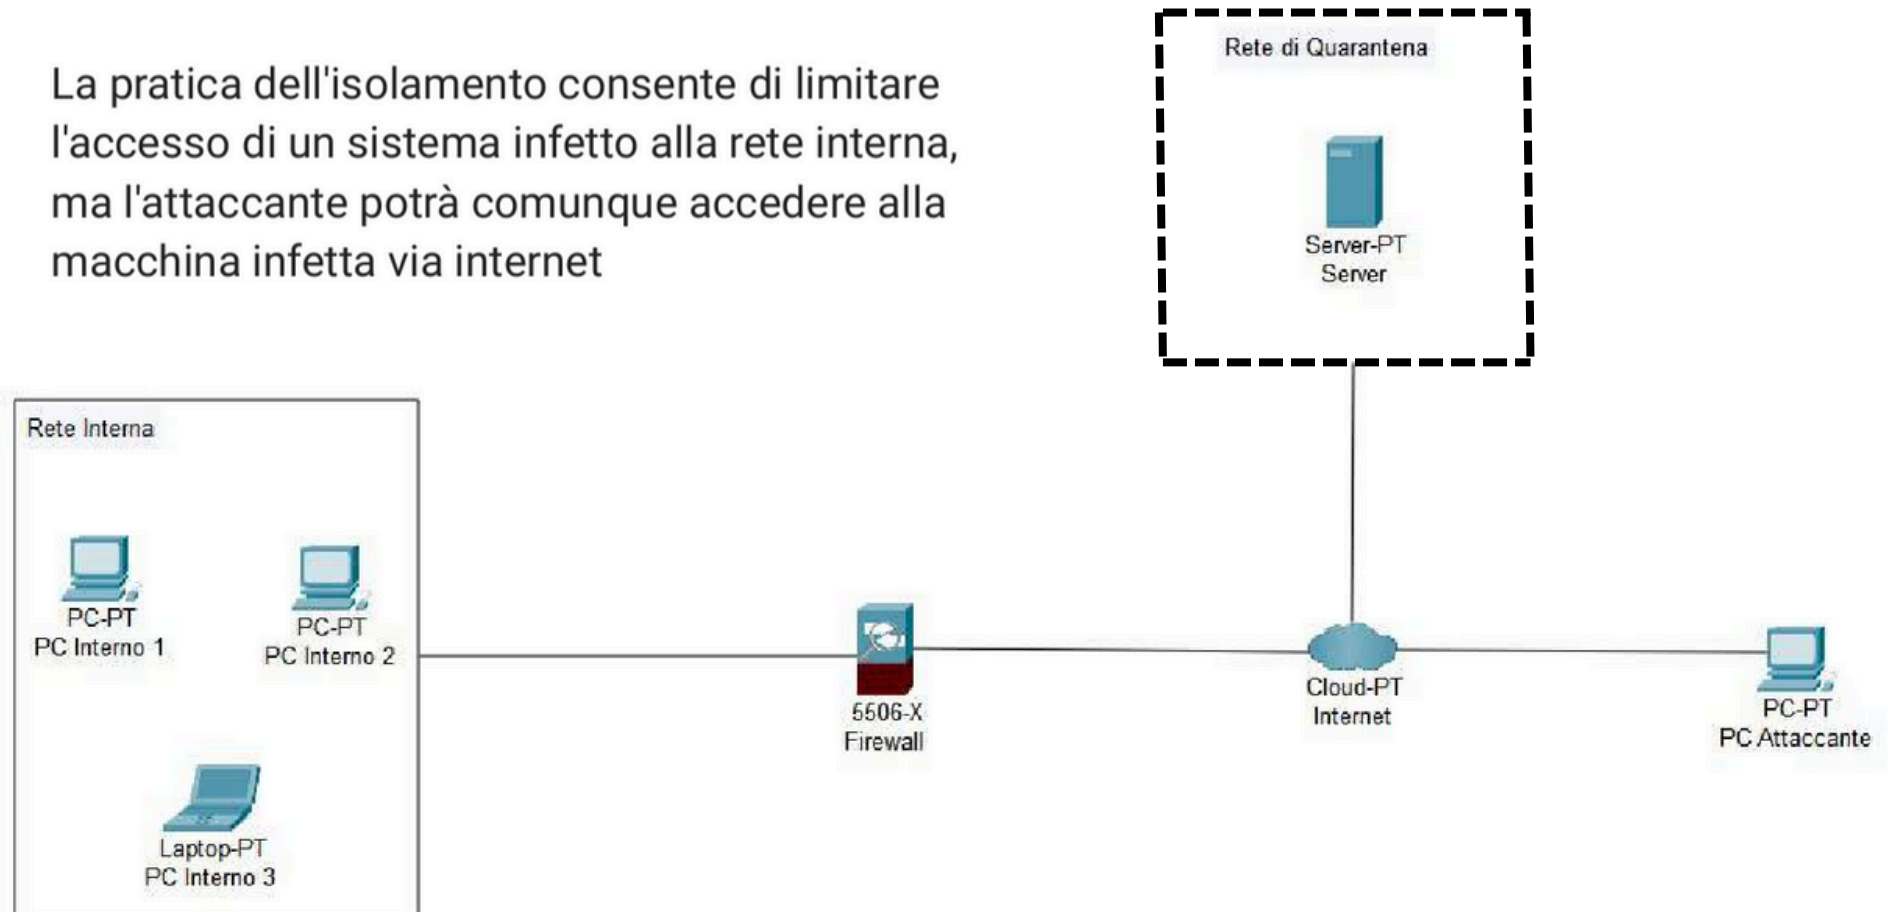 La pratica dell'isolamento consente di limitare
l'accesso di un sistema infetto alla rete interna,
ma l'attaccante potrà comunque accedere alla
macchina infetta via internet
Rete di Quarantena
Server-PT
Server
Rete Interna
PC-PT
PC Interno 1
PC-PT
PC Interno 2
Laptop-PT
PC Interno 3
5506-X
Firewall
Cloud-PT
Internet
PC-PT
PC Attaccante